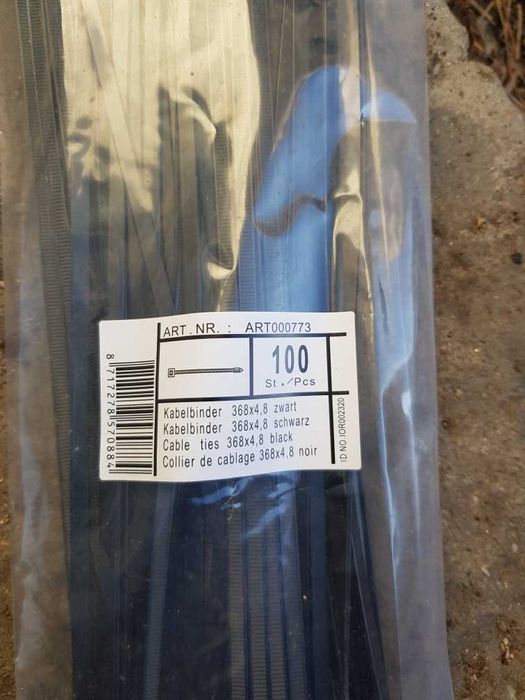 ART.NR. : ART000773
100
St./Pcs
Kabelbinder 368x4,8 zwart
Kabelbinder 368x4,8 schwarz
Cable ties 368x4,8 black
Collier de cablage 368x4,8 noir
8717278570884
ID NO.IOR002320